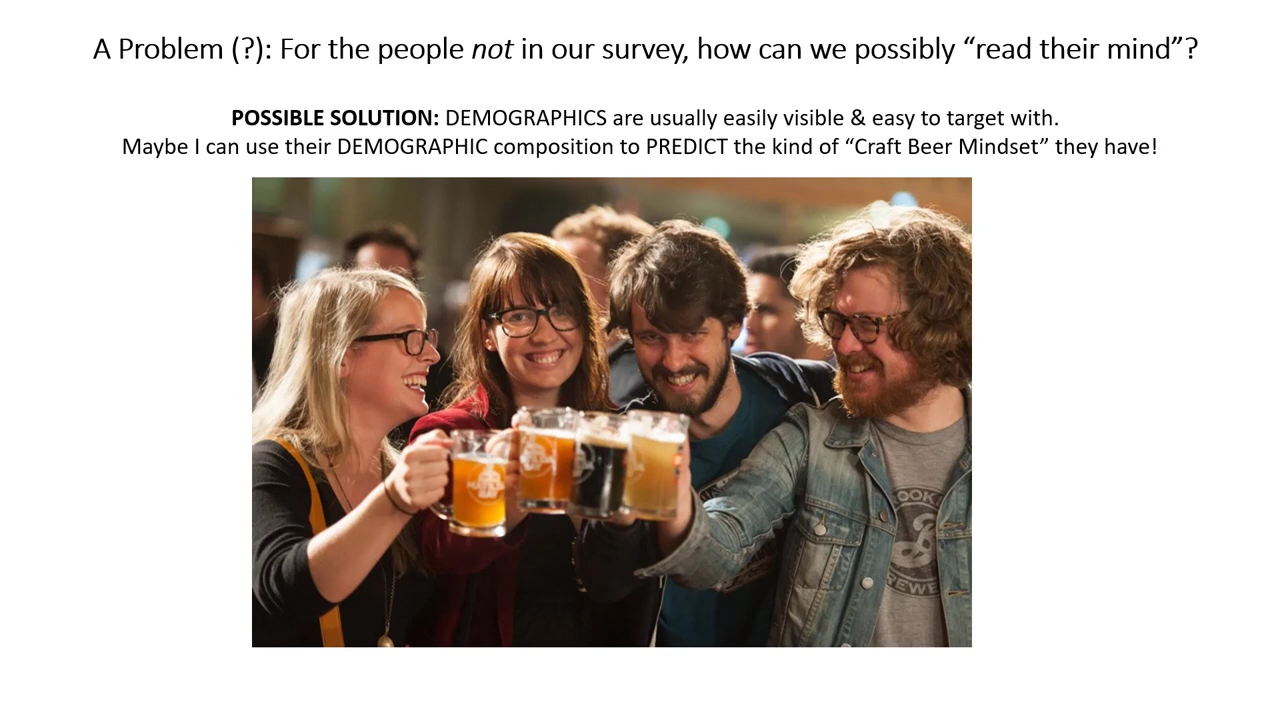 A Problem (?): For the people not in our survey, how can we possibly “read their mind”?
POSSIBLE SOLUTION: DEMOGRAPHICS are usually easily visible & easy to target with.
Maybe I can use their DEMOGRAPHIC composition to PREDICT the kind of “Craft Beer Mindset” they have!